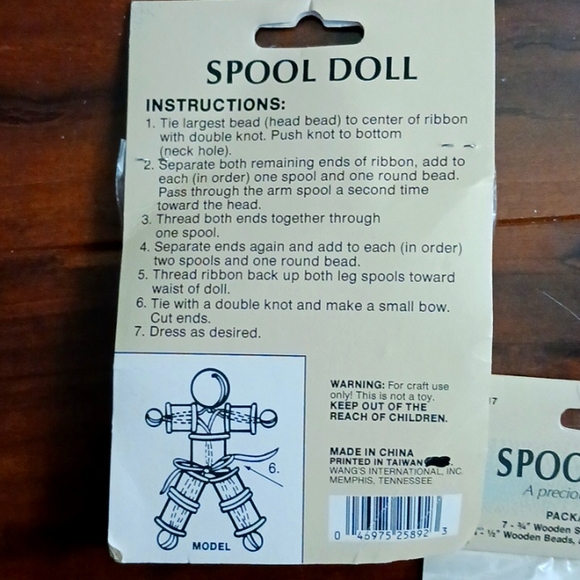 SPOOL DOLL
INSTRUCTIONS:
1. Tie largest bead (head bead) to center of ribbon
with double knot. Push knot to bottom
(neck hole).
2. Separate both remaining ends of ribbon, add to
each (in order) one spool and one round bead.
Pass through the arm spool a second time
toward the head.
3. Thread both ends together through
one spool.
4. Separate ends again and add to each (in order)
two spools and one round bead.
5. Thread ribbon back up both leg spools toward
waist of doll.
6. Tie with a double knot and make a small bow.
Cut ends.
7. Dress as desired.
6.
MODEL
WARNING: For craft use
only! This is not a toy.
KEEP OUT OF THE
REACH OF CHILDREN.
MADE IN CHINA
PRINTED IN TAIWAN
WANG'S INTERNATIONAL, INC.
MEMPHIS, TENNESSEE
0 46975 25892 3
17
SPOO
A precio
PACKA
7 - ¾" Wooden S
- ½" Wooden Beads,